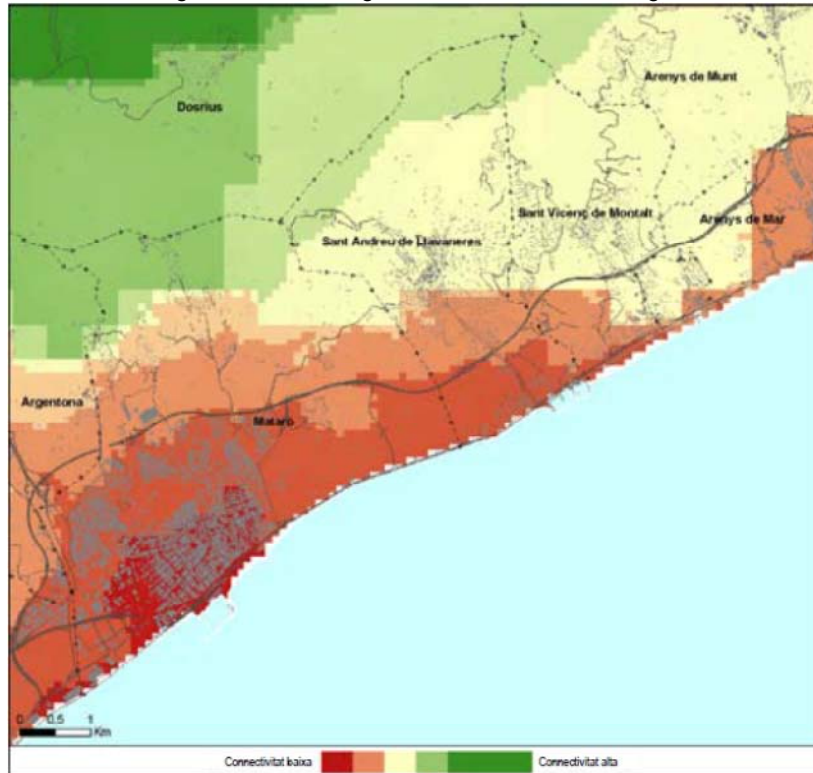 Arenys de Munt
Dosrius
Sant Vicenç de Montalt
Arenys de Mar
Sant Andreu de Llavaneres
Argentona
Mataró
0 0.5 1
Km
Connectivitat baixa
Connectivitat alta